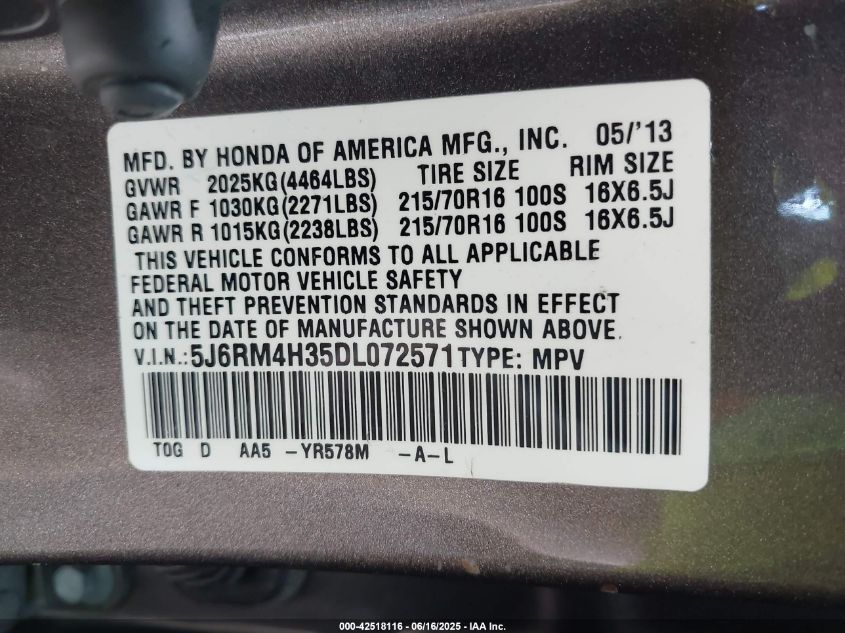 MFD. BY HONDA OF AMERICA MFG., INC. 05/'13
GVWR 2025KG(4464LBS) TIRE SIZE RIM SIZE
GAWR F 1030KG(2271LBS) 215/70R16 100S 16X6.5J
GAWR R 1015KG(2238LBS) 215/70R16 100S 16X6.5J
THIS VEHICLE CONFORMS TO ALL APPLICABLE
FEDERAL MOTOR VEHICLE SAFETY
AND THEFT PREVENTION STANDARDS IN EFFECT
ON THE DATE OF MANUFACTURE SHOWN ABOVE.
V.I.N.:5J6RM4H35DL072571 TYPE: MPV
TOG D AA5 -YR578M -A-L
000-42518116 - 06/16/2025 - IAA Inc.